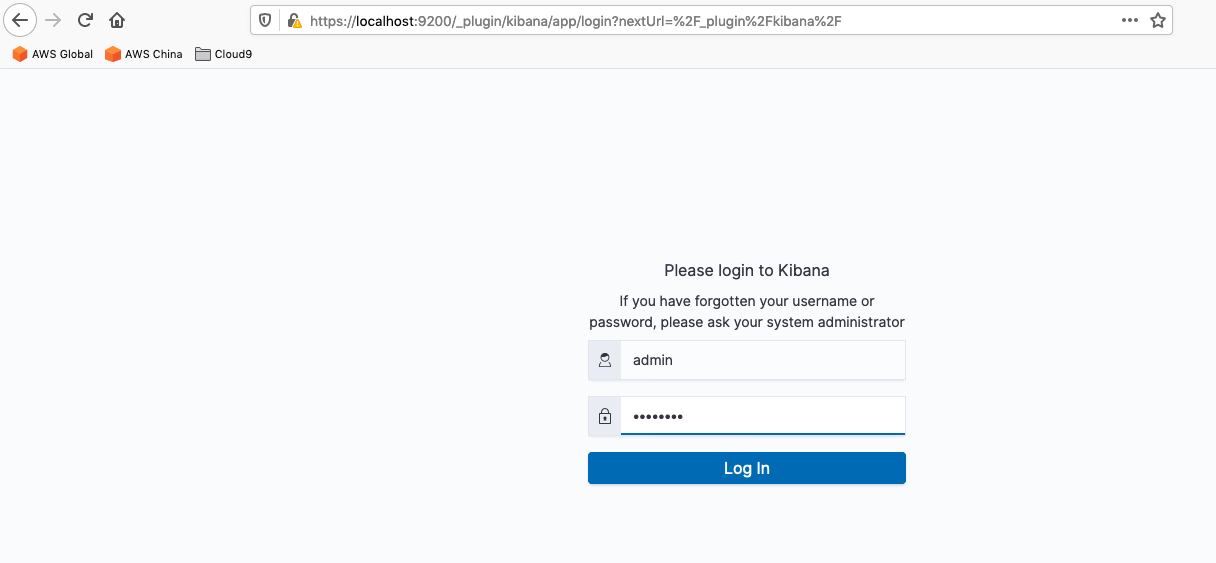 https://localhost:9200/_plugin/kibana/app/login?nextUrl=%2F_plugin%2Fkibana%2F
AWS Global AWS China Cloud9
Please login to Kibana
If you have forgotten your username or
password, please ask your system administrator
admin
••••••••
Log In